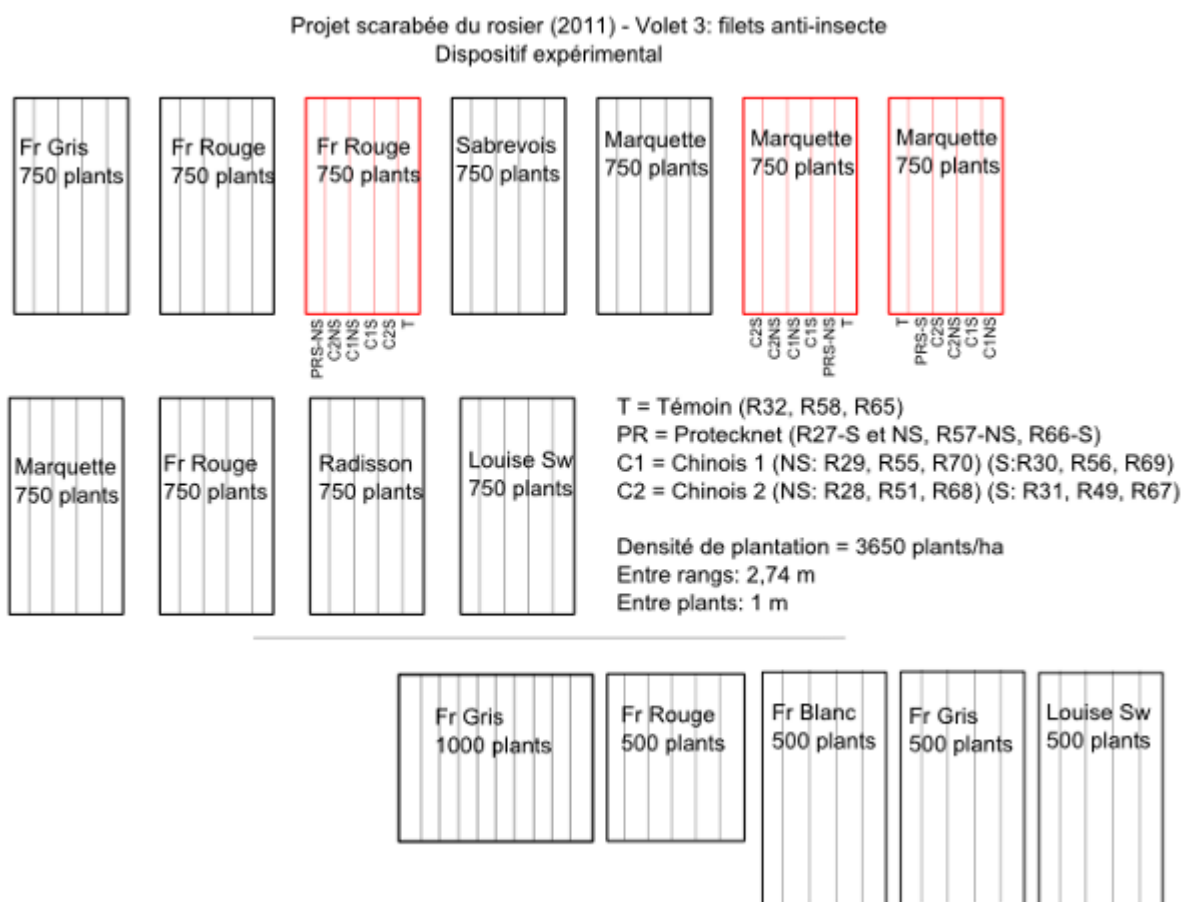 Projet scarabée du rosier (2011) - Volet 3: filets anti-insecte
Dispositif expérimental
Fr Gris
750 plants
Fr Rouge
750 plants
Fr Rouge
750 plants
Sabrevois
750 plants
Marquette
750 plants
Marquette
750 plants
Marquette
750 plants
PRS-NS
C2NS
C1NS
C1S
C2S
T
C2S
C2NS
C1NS
C1S
PRS-NS
T
T
PRS-S
C2S
C2NS
C1S
C1NS
Marquette
750 plants
Fr Rouge
750 plants
Radisson
750 plants
Louise Sw
750 plants
T = Témoin (R32, R58, R65)
PR = Protecknet (R27-S et NS, R57-NS, R66-S)
C1 = Chinois 1 (NS: R29, R55, R70) (S:R30, R56, R69)
C2 = Chinois 2 (NS: R28, R51, R68) (S: R31, R49, R67)
Densité de plantation = 3650 plants/ha
Entre rangs: 2,74 m
Entre plants: 1 m
Fr Gris
1000 plants
Fr Rouge
500 plants
Fr Blanc
500 plants
Fr Gris
500 plants
Louise Sw
500 plants